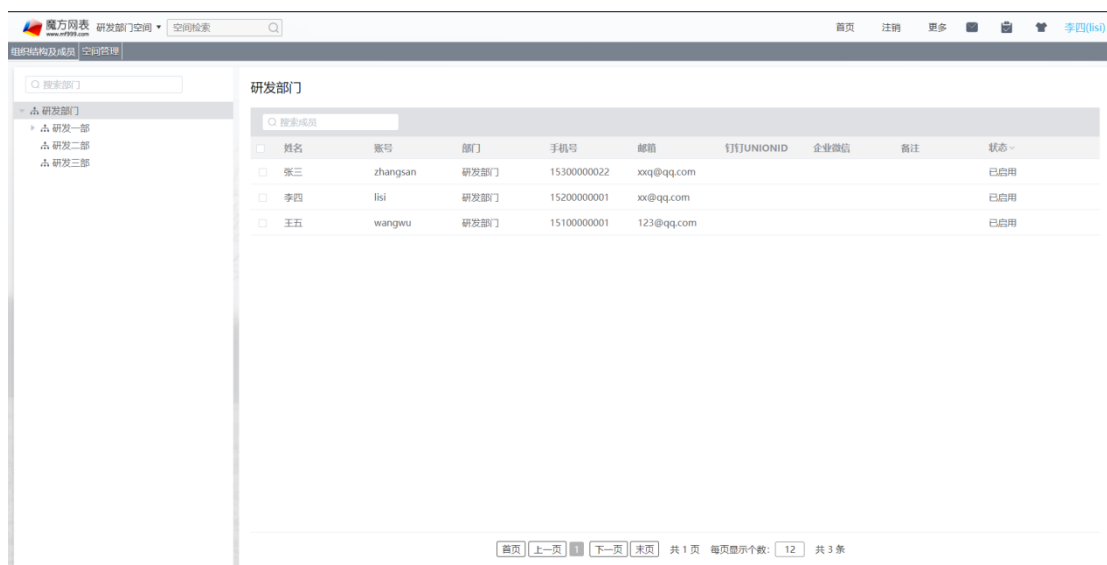 魔方网表 研发部门空间 空间检索 首页 注销 更多 李四(lisi)
www.mf999.com
组织结构及成员 空间管理
搜索部门
研发部门
研发一部
研发二部
研发三部
研发部门
搜索成员
姓名 账号 部门 手机号 邮箱 钉钉UNIONID 企业微信 备注 状态
张三 zhangsan 研发部门 15300000022 xxq@qq.com 已启用
李四 lisi 研发部门 15200000001 xx@qq.com 已启用
王五 wangwu 研发部门 15100000001 123@qq.com 已启用
首页 上一页 1 下一页 末页 共 1 页 每页显示个数: 12 共 3 条